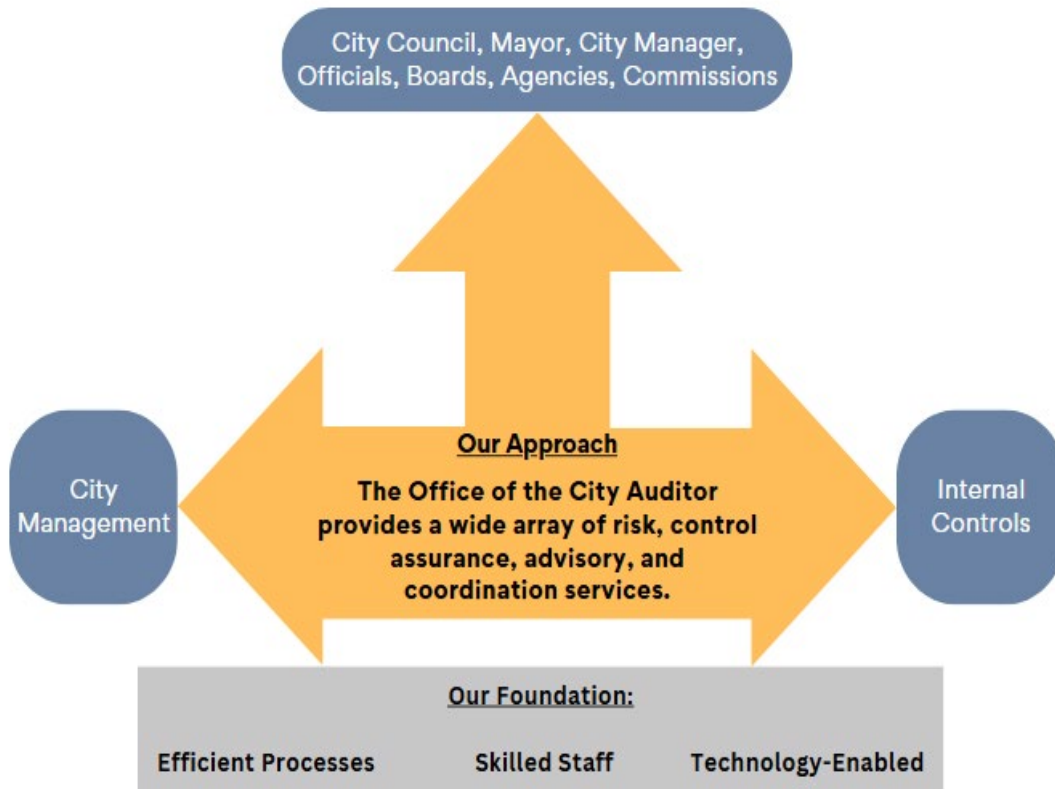 City Council, Mayor, City Manager,
Officials, Boards, Agencies, Commissions
City
Management
Our Approach
The Office of the City Auditor
provides a wide array of risk, control
assurance, advisory, and
coordination services.
Internal
Controls
Our Foundation:
Efficient Processes Skilled Staff Technology-Enabled